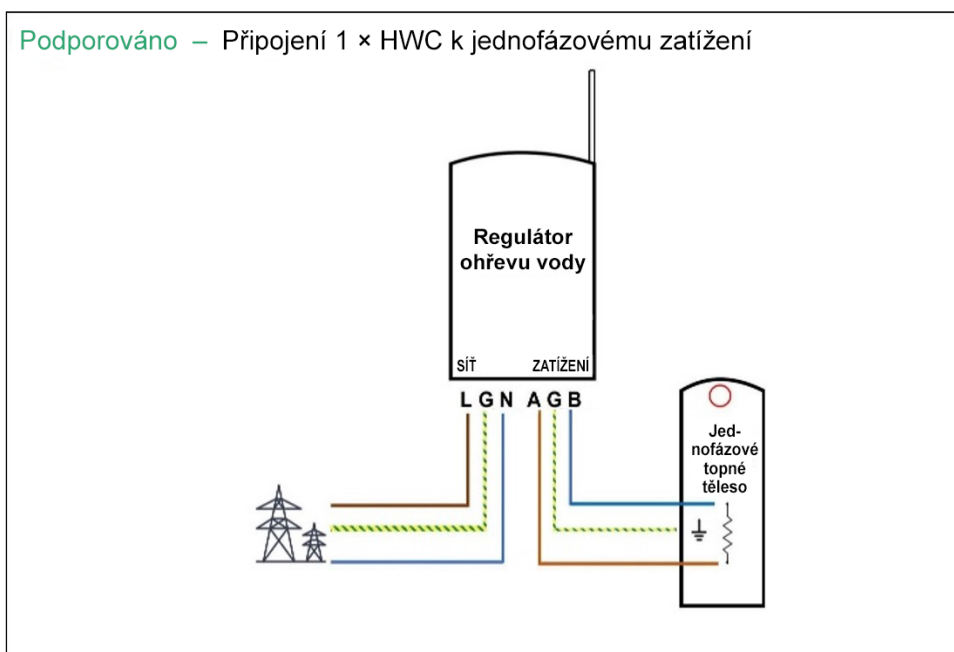 Podporováno – Připojení 1 × HWC k jednofázovému zatížení
Regulátor
ohřevu vody
SÍŤ ZATÍŽENÍ
L G N A G B
Jed-
nofázové
topné
těleso